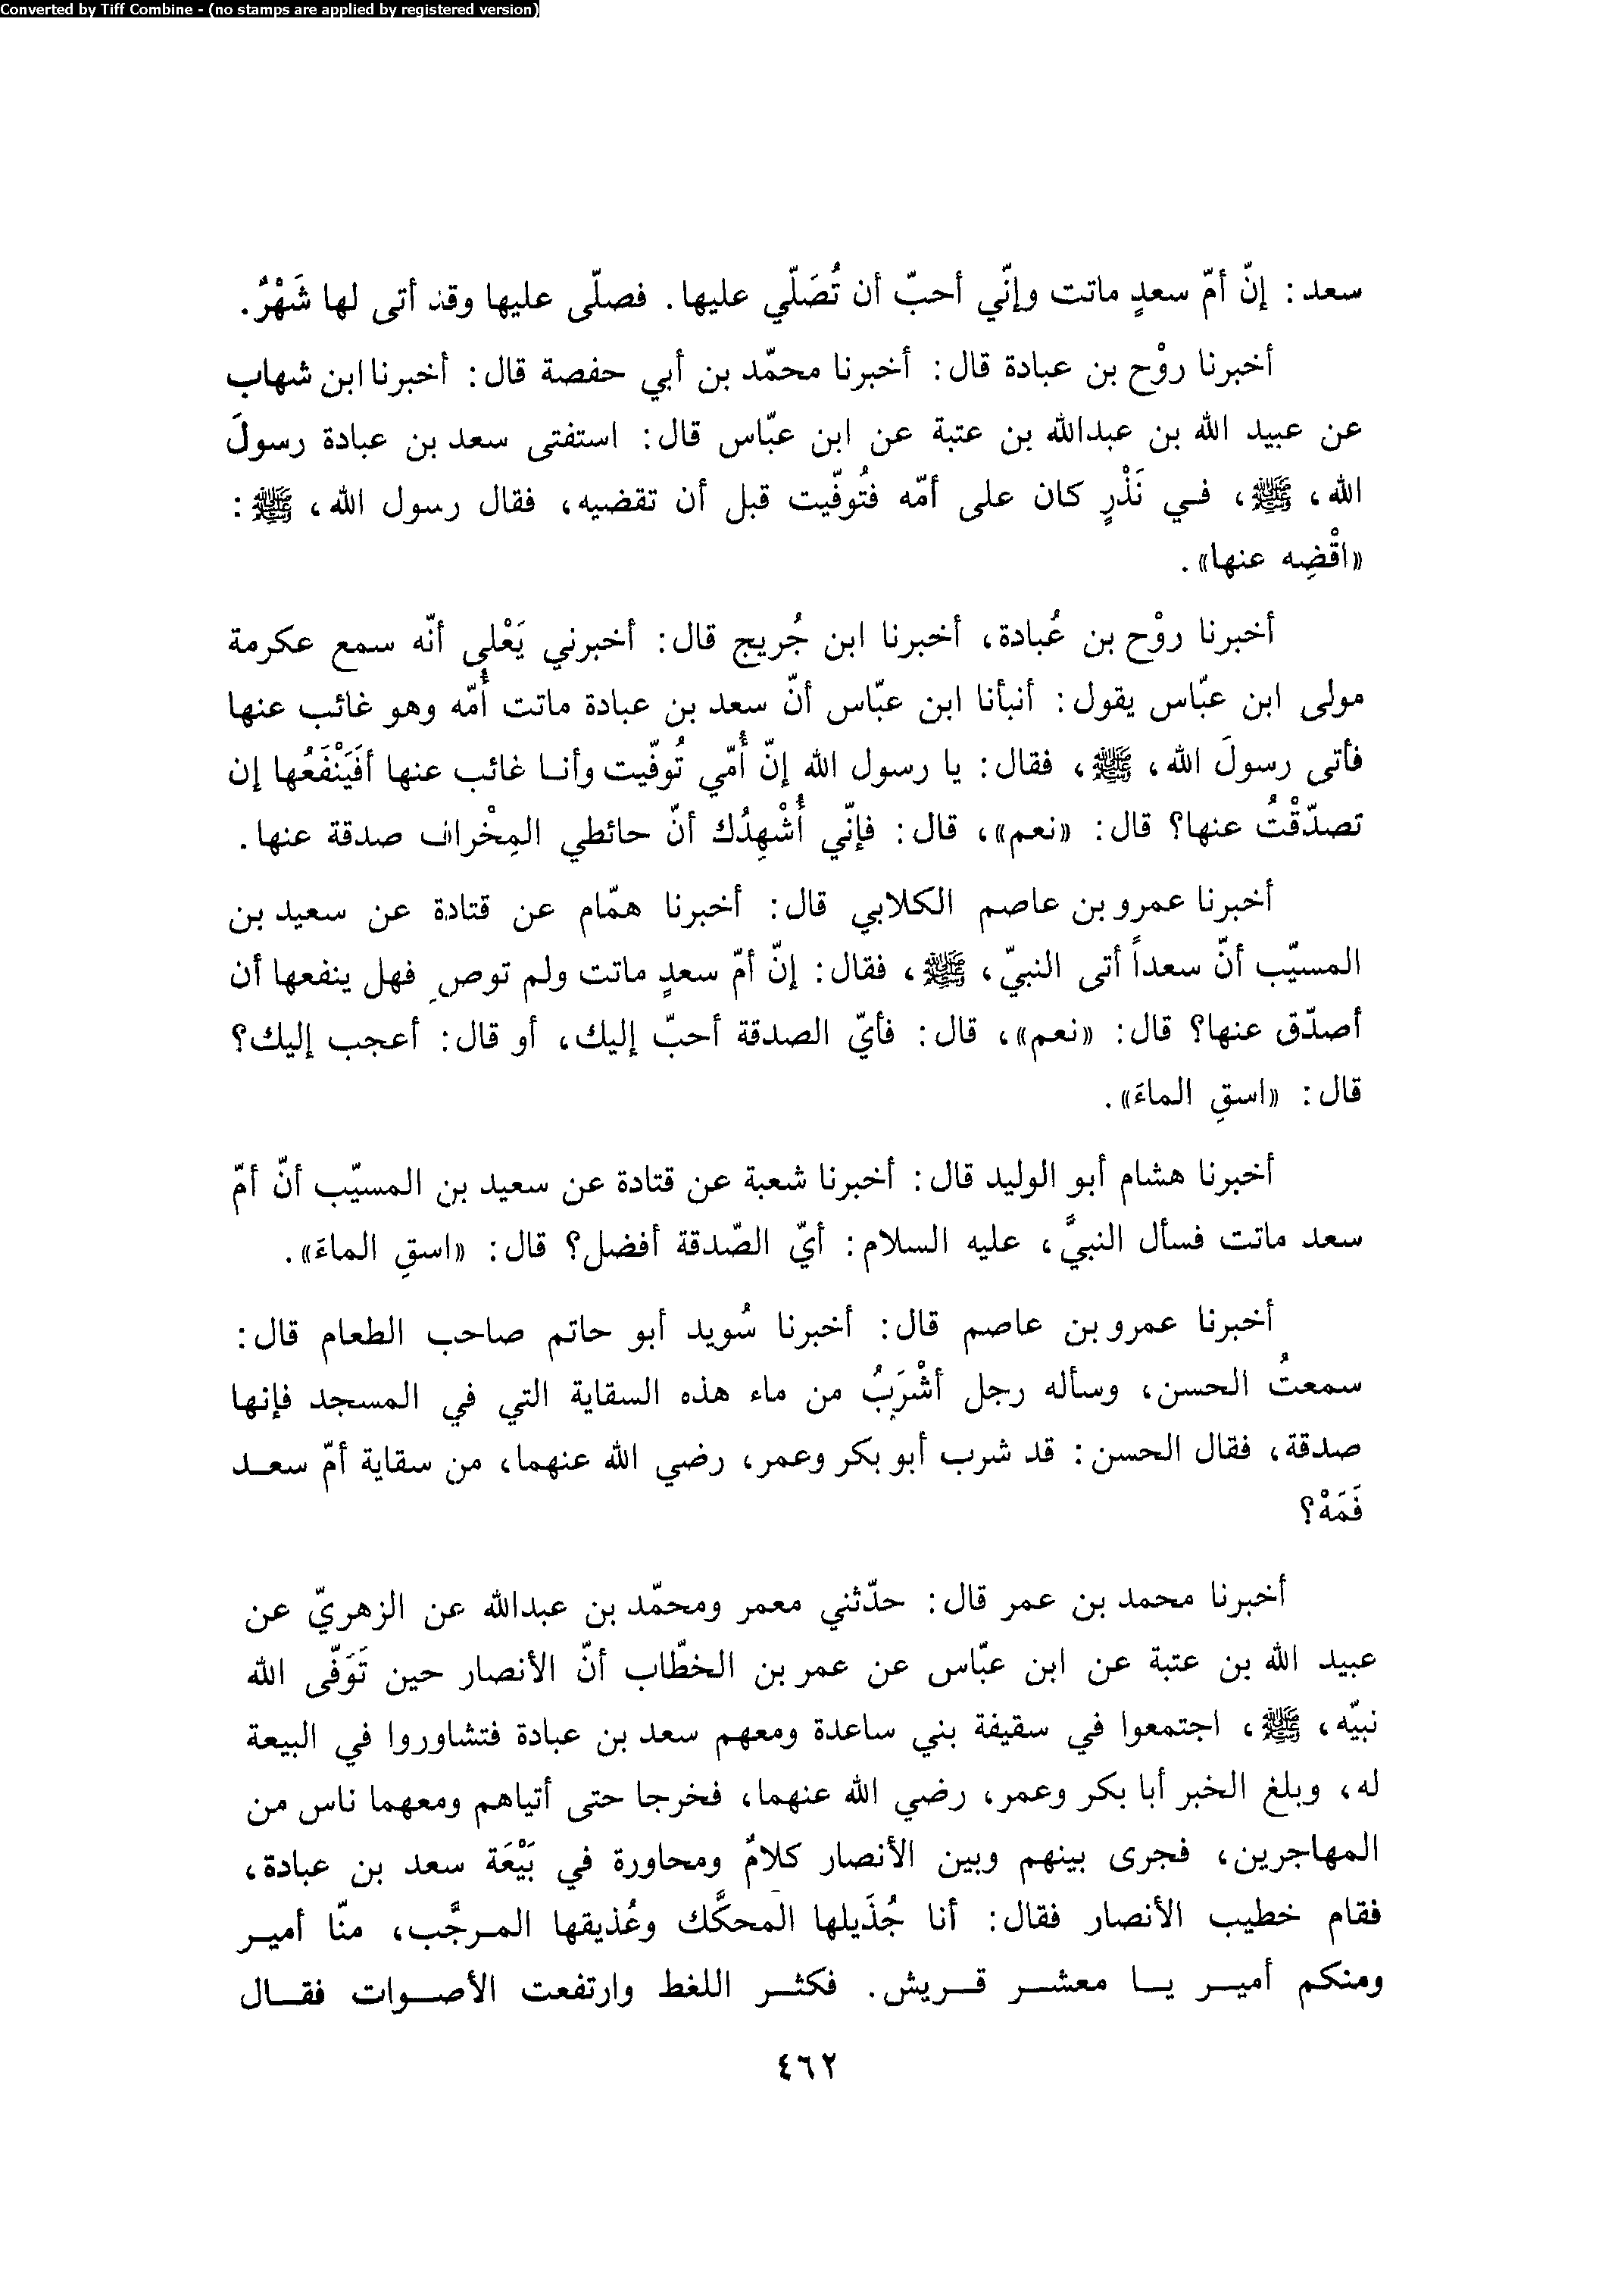 Converted by Tiff Combine - (no stamps are applied by registered version)
سعد: إنّ أمّ سعدٍ ماتت وإنّي أحبّ أن تُصَلّي عليها. فصلّى عليها وقد أتى لها شَهْرٌ.
أخبرنا روْح بن عبادة قال: أخبرنا محمّد بن أبي حفصة قال: أخبرنا ابن شهاب
عن عبيد الله بن عبدالله بن عتبة عن ابن عبّاس قال: استفتى سعد بن عبادة رسولَ
الله، ﷺ، في نَذْرٍ كان على أمّه فتُوفّيت قبل أن تقضيه، فقال رسول الله، ﷺ:
«اقْضِه عنها».
أخبرنا روْح بن عُبادة، أخبرنا ابن جُريج قال: أخبرني يَعْلى أنّه سمع عكرمة
مولى ابن عبّاس يقول: أنبأنا ابن عبّاس أنّ سعد بن عبادة ماتت أُمّه وهو غائب عنها
فأتى رسولَ الله، ﷺ، فقال: يا رسول الله إنّ أُمّي تُوفّيت وأنا غائب عنها أفَيَنْفَعُها إن
تصدّقْتُ عنها؟ قال: «نعم»، قال: فإنّي أُشْهِدُك أنّ حائطي المِخْراف صدقة عنها.
أخبرنا عمرو بن عاصم الكلابي قال: أخبرنا همّام عن قتادة عن سعيد بن
المسيّب أنّ سعداً أتى النبيّ، ﷺ، فقال: إنّ أمّ سعدٍ ماتت ولم توصِ فهل ينفعها أن
أصدّق عنها؟ قال: «نعم»، قال: فأيّ الصدقة أحبّ إليك، أو قال: أعجب إليك؟
قال: «اسقِ الماءَ».
أخبرنا هشام أبو الوليد قال: أخبرنا شعبة عن قتادة عن سعيد بن المسيّب أنّ أمّ
سعد ماتت فسأل النبيَّ، عليه السلام: أيّ الصّدقة أفضل؟ قال: «اسقِ الماءَ».
أخبرنا عمرو بن عاصم قال: أخبرنا سُويد أبو حاتم صاحب الطعام قال:
سمعتُ الحسن، وسأله رجل أشْرَبُ من ماء هذه السقاية التي في المسجد فإنها
صدقة، فقال الحسن: قد شرب أبو بكر وعمر، رضي الله عنهما، من سقاية أمّ سعد
فَمَهْ؟
أخبرنا محمد بن عمر قال: حدّثني معمر ومحمّد بن عبدالله عن الزهريّ عن
عبيد الله بن عتبة عن ابن عبّاس عن عمر بن الخطّاب أنّ الأنصار حين تَوَفّى الله
نبيّه، ﷺ، اجتمعوا في سقيفة بني ساعدة ومعهم سعد بن عبادة فتشاوروا في البيعة
له، وبلغ الخبر أبا بكر وعمر، رضي الله عنهما، فخرجا حتى أتياهم ومعهما ناس من
المهاجرين، فجرى بينهم وبين الأنصار كلامٌ ومحاورة في بَيْعَة سعد بن عبادة،
فقام خطيب الأنصار فقال: أنا جُذَيلها المحكَّك وعُذيقها المرجَّب، منّا أمير
ومنكم أمير يا معشر قريش. فكثر اللغط وارتفعت الأصوات فقال
٤٦٢